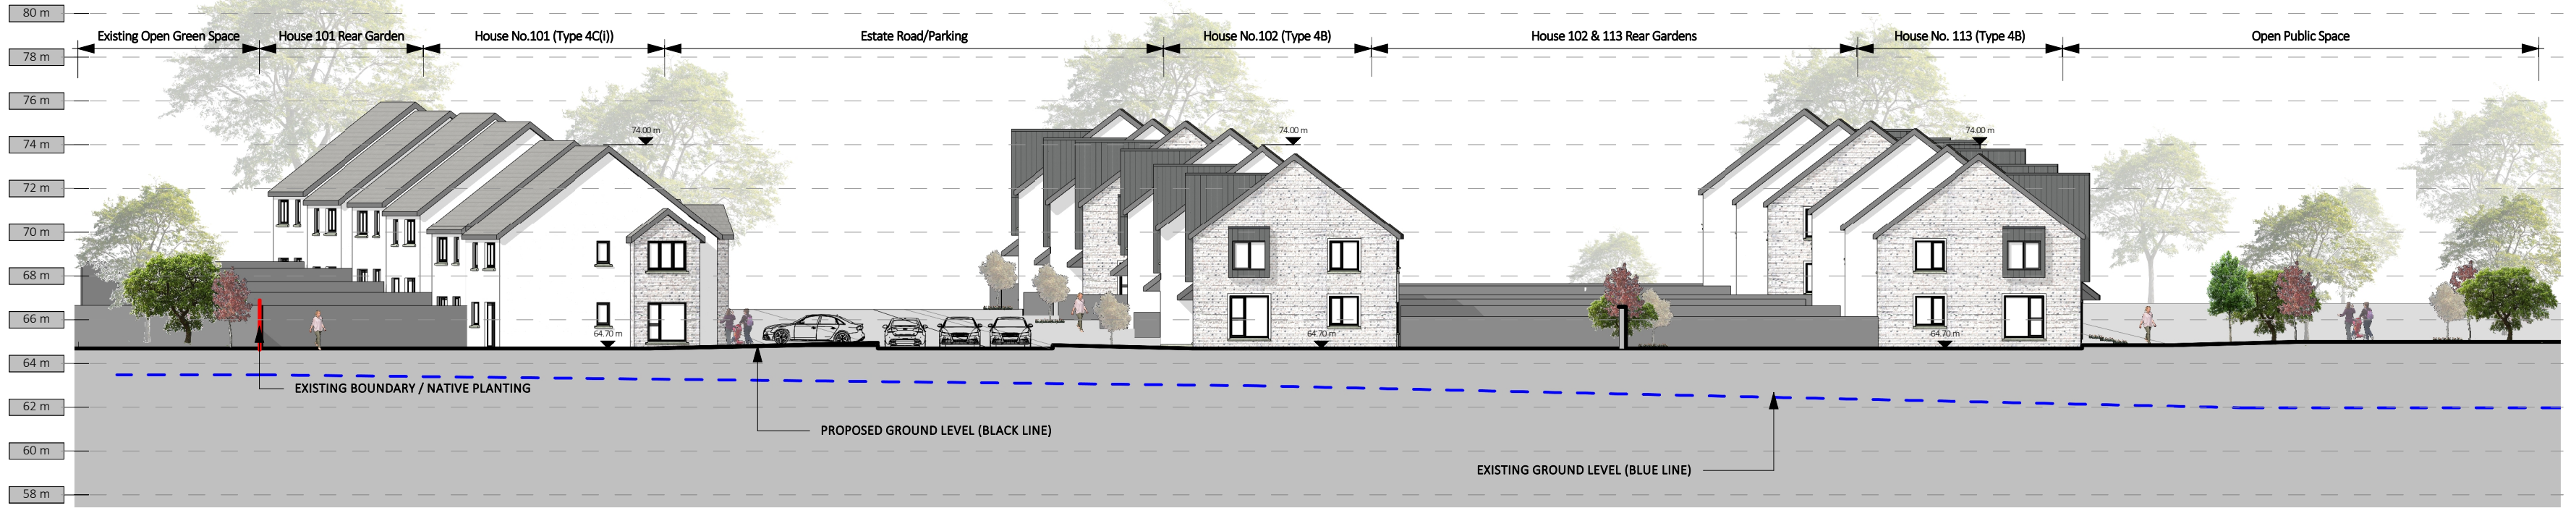 80 m
Existing Open Green Space House 101 Rear Garden House No.101 (Type 4C(i)) Estate Road/Parking House No.102 (Type 4B) House 102 & 113 Rear Gardens House No. 113 (Type 4B) Open Public Space
78 m
76 m
74.00 m 74.00 m 74.00 m
74 m
72 m
70 m
68 m
66 m
64.70 m 64.70 m 64.70 m
64 m
EXISTING BOUNDARY / NATIVE PLANTING
62 m
PROPOSED GROUND LEVEL (BLACK LINE)
60 m
EXISTING GROUND LEVEL (BLUE LINE)
58 m